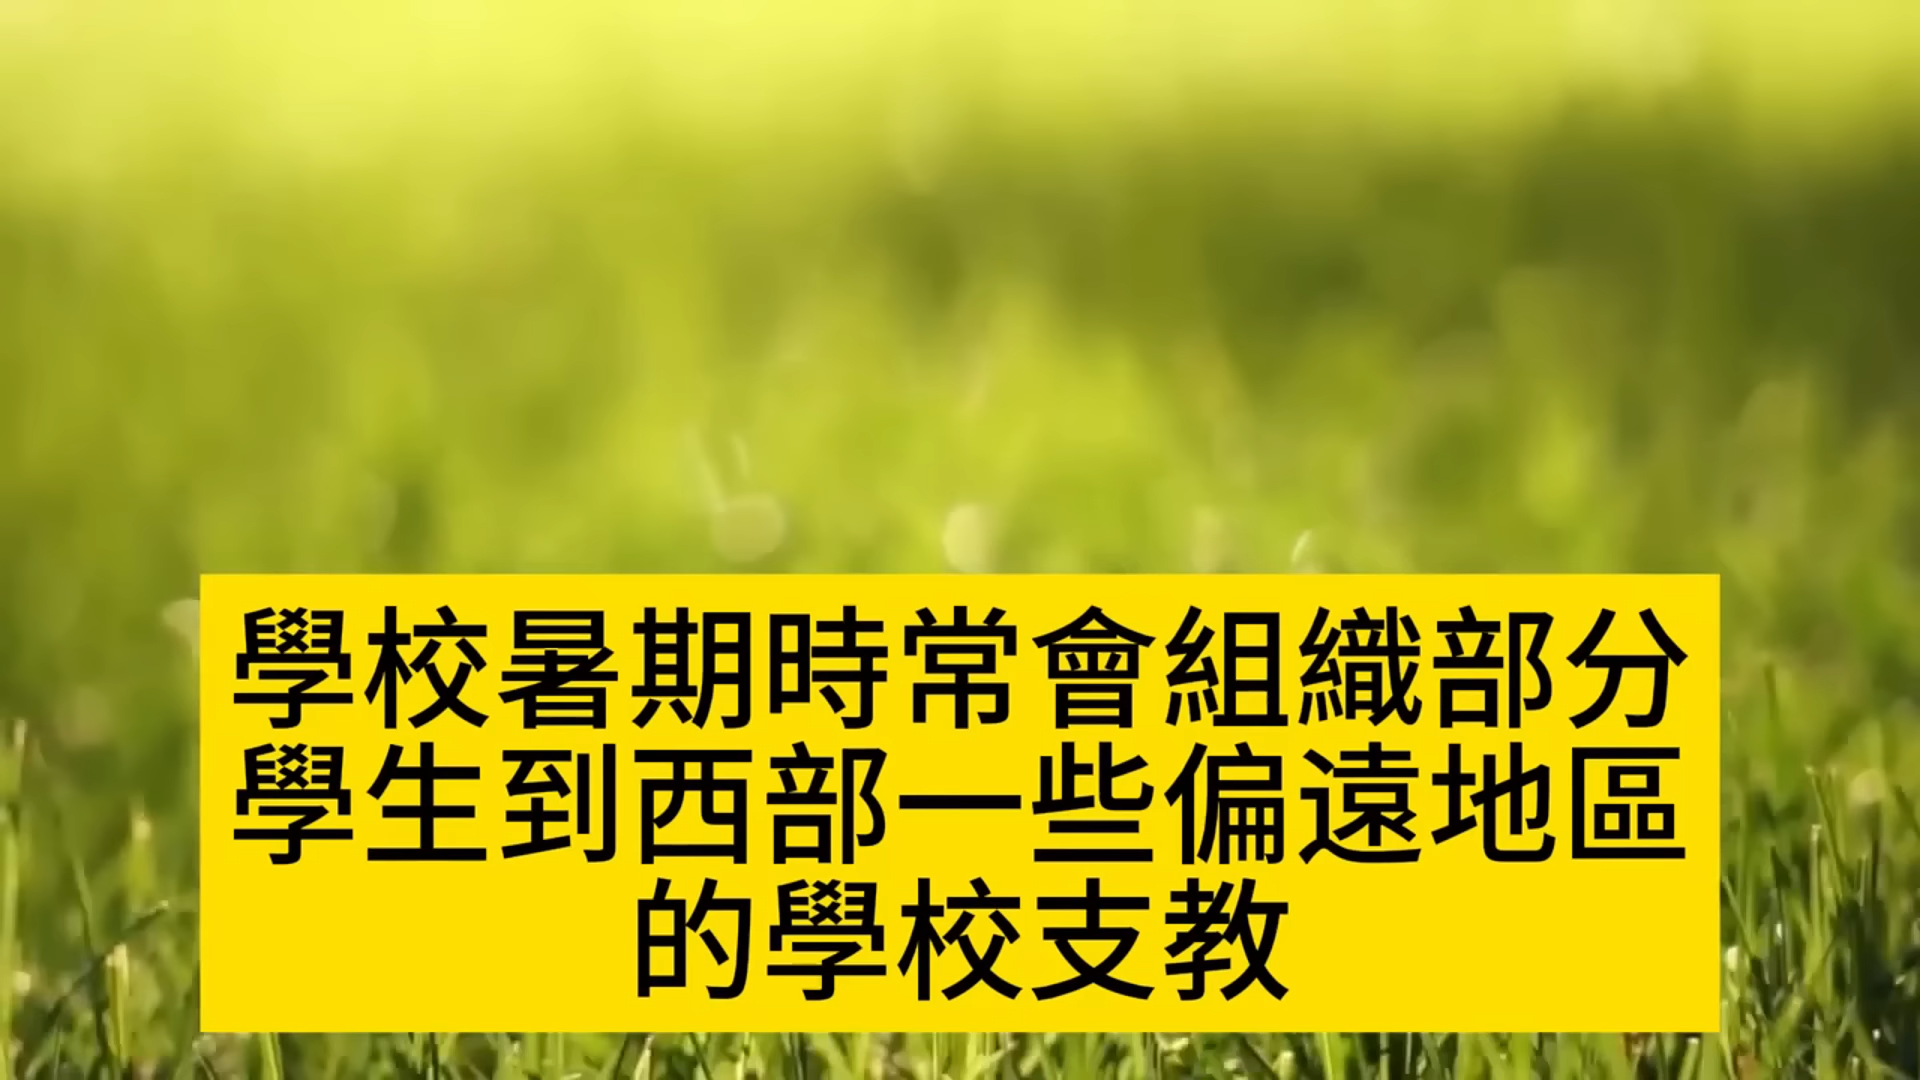 學校暑期時常會組織部分
學生到西部一些偏遠地區
的學校支教